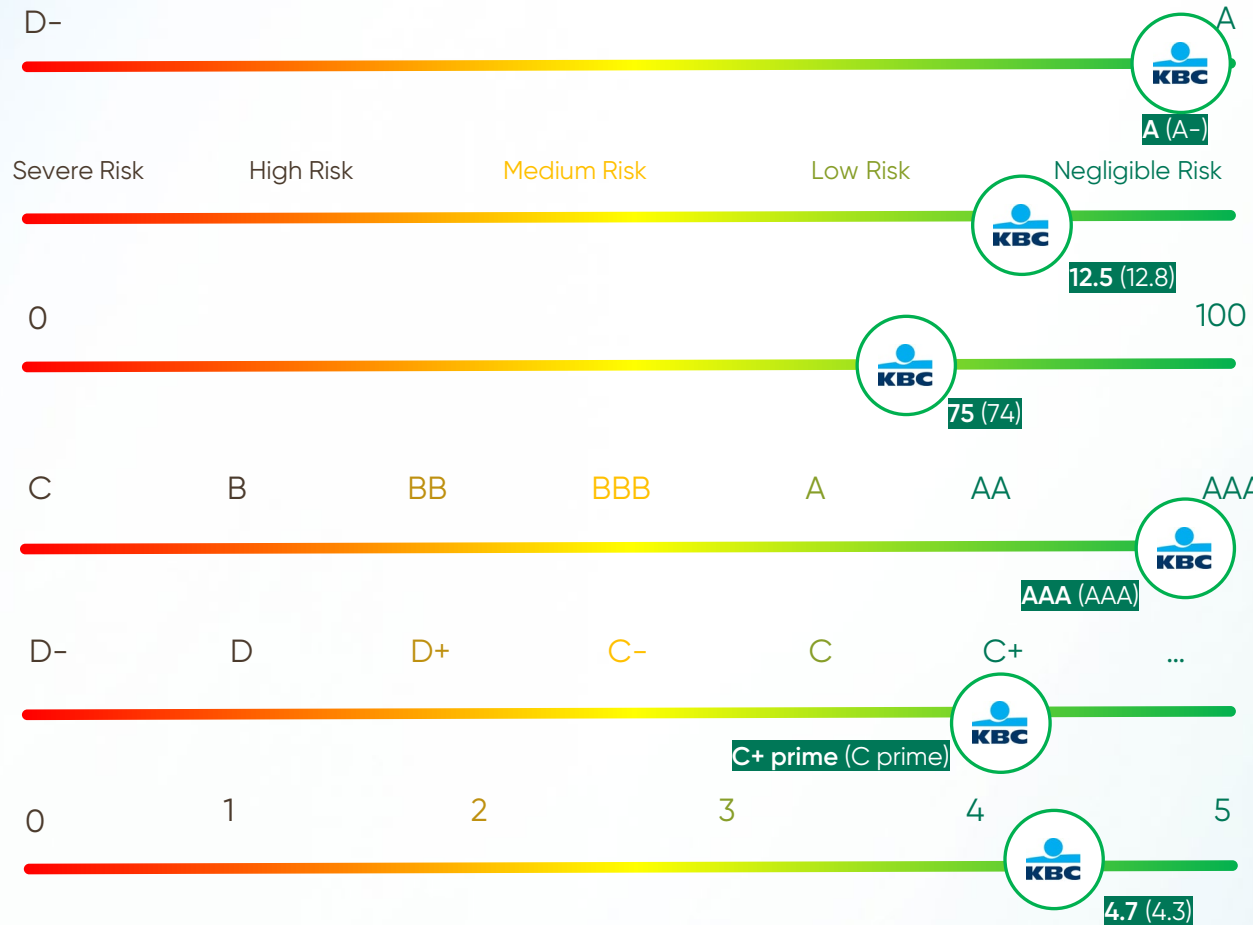 D- A
KBC
A (A-)
Severe Risk High Risk Medium Risk Low Risk Negligible Risk
KBC
12.5 (12.8)
0 100
KBC
75 (74)
C B BB BBB A AA AAA
KBC
AAA (AAA)
D- D D+ C- C C+ ...
KBC
C+ prime (C prime)
0 1 2 3 4 5
KBC
4.7 (4.3)